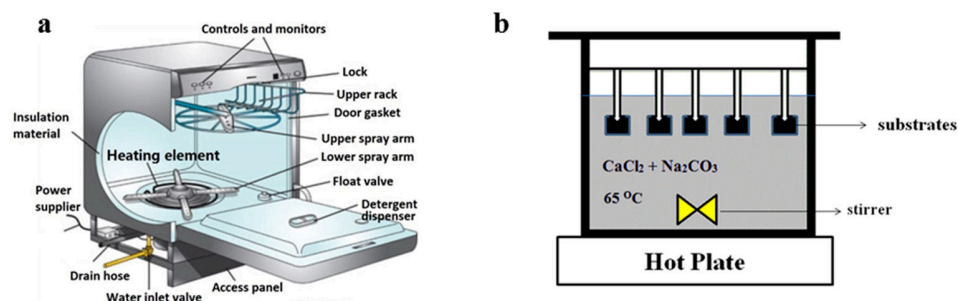 a
Controls and monitors
Lock
Upper rack
Door gasket
Insulation
material
Upper spray arm
Heating element
Lower spray arm
Float valve
Power
supplier
Detergent
dispenser
Drain hose
Access panel
Water inlet valve
b
substrates
CaCl₂ + Na₂CO₃
65 ⁰C
stirrer
Hot Plate